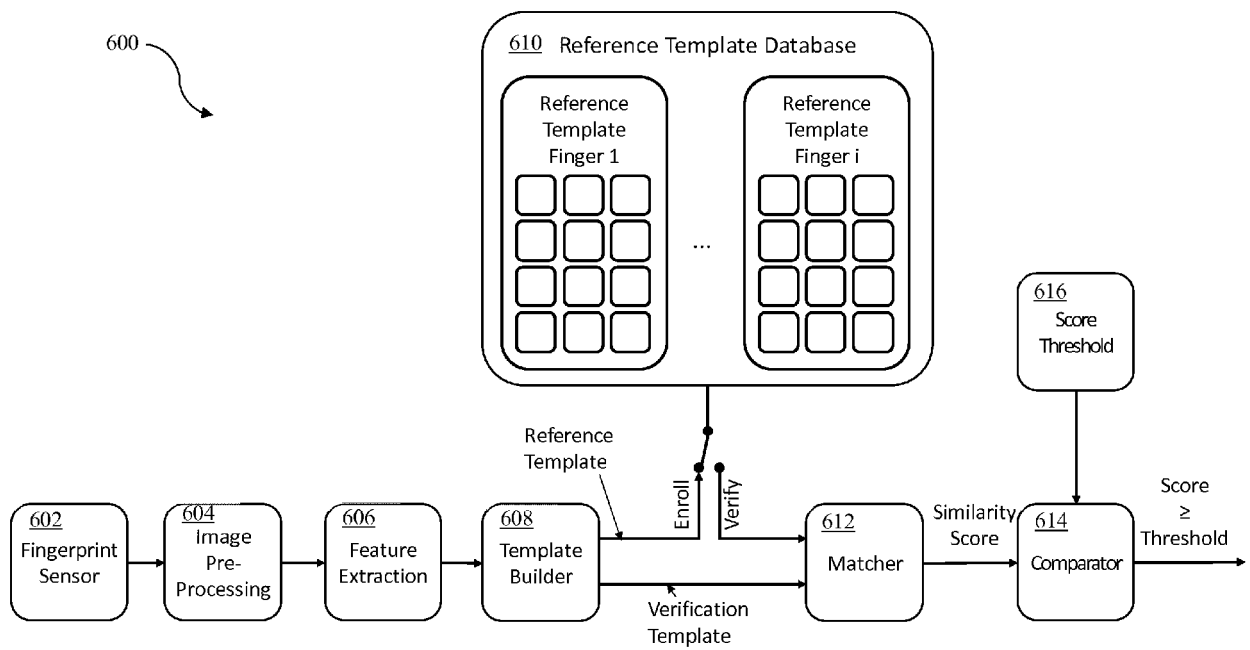 600
610 Reference Template Database
Reference
Template
Finger 1
Reference
Template
Finger i
...
616
Score
Threshold
Reference
Template
Enroll
Verify
602
Fingerprint
Sensor
604
Image
Pre-
Processing
606
Feature
Extraction
608
Template
Builder
Verification
Template
612
Matcher
Similarity
Score
614
Comparator
Score
≥
Threshold